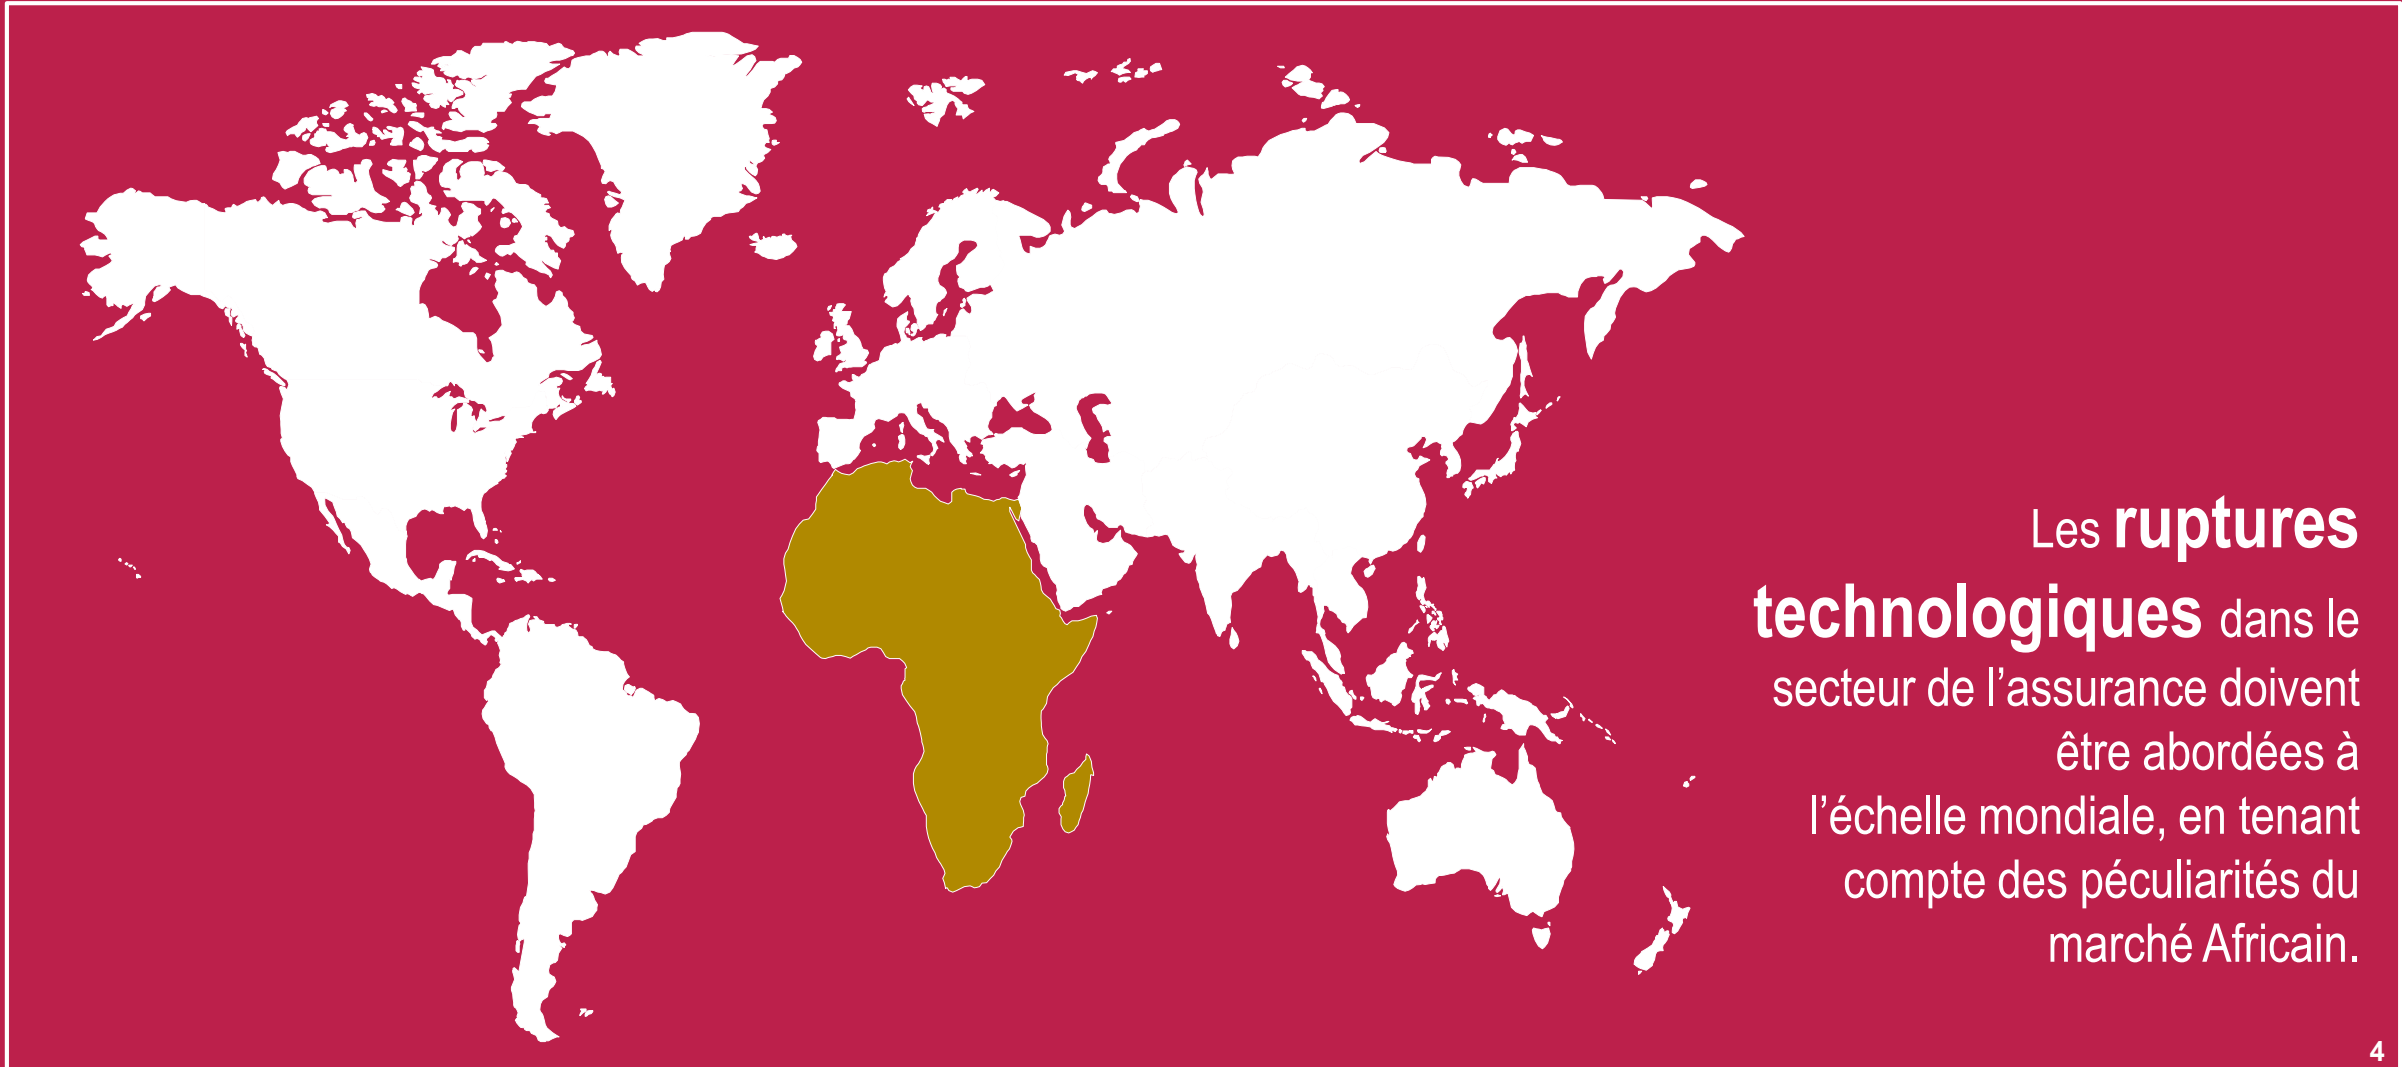 Les ruptures
technologiques dans le
secteur de l’assurance doivent
être abordées à
l’échelle mondiale, en tenant
compte des péculiarités du
marché Africain.
4